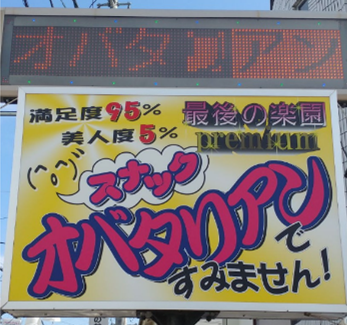 オバタリアン
満足度95%
美人度5%
最後の楽園
premium
スナック
オバタリアンで
すみません!